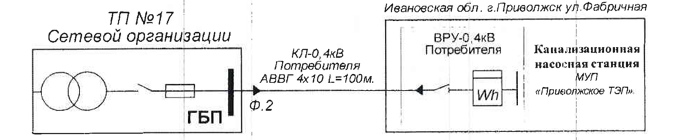 Ивановская обл. г.Приволжск ул.Фабричная
ТП №17
Сетевой организации
КЛ-0,4кВ
Потребителя
АВВГ 4х10 L=100м.
ГБП
Ф.2
ВРУ-0,4кВ
Потребителя
Wh
Канализационная
насосная станция
МУП
«Приволжское ТЭП».